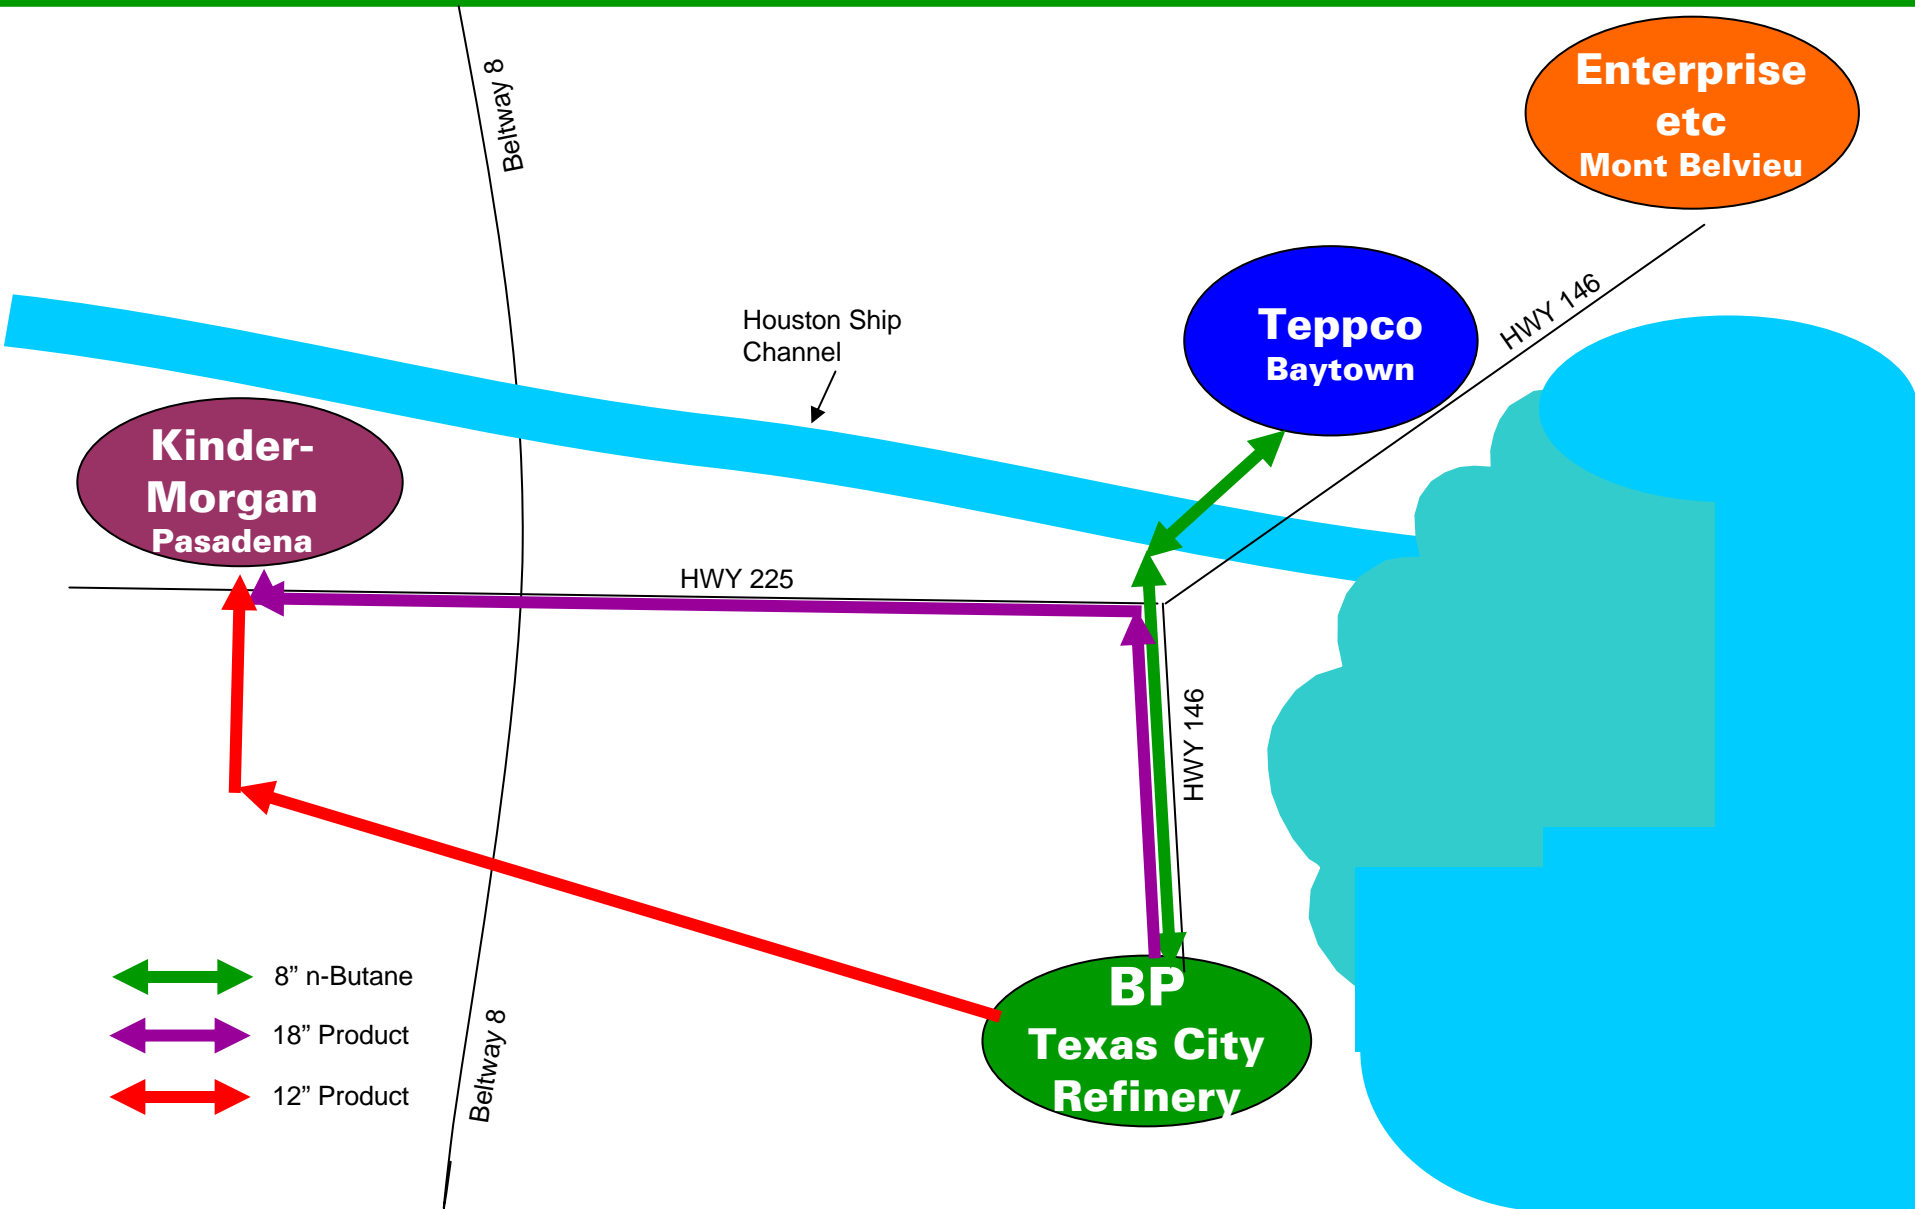 Beltway 8
Enterprise
etc
Mont Belvieu
HWY 146
Houston Ship
Channel
Teppco
Baytown
Kinder-
Morgan
Pasadena
HWY 225
HWY 146
8” n-Butane
18” Product
12” Product
Beltway 8
BP
Texas City
Refinery